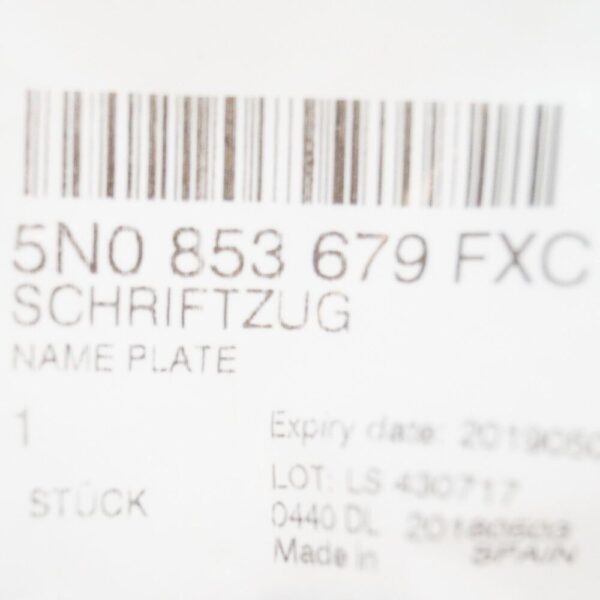 5N0 853 679 FXC
SCHRIFTZUG
NAME PLATE
1
Expiry date:
STÜCK
LOT: LS 430717
0440 DL
Made in SPAIN